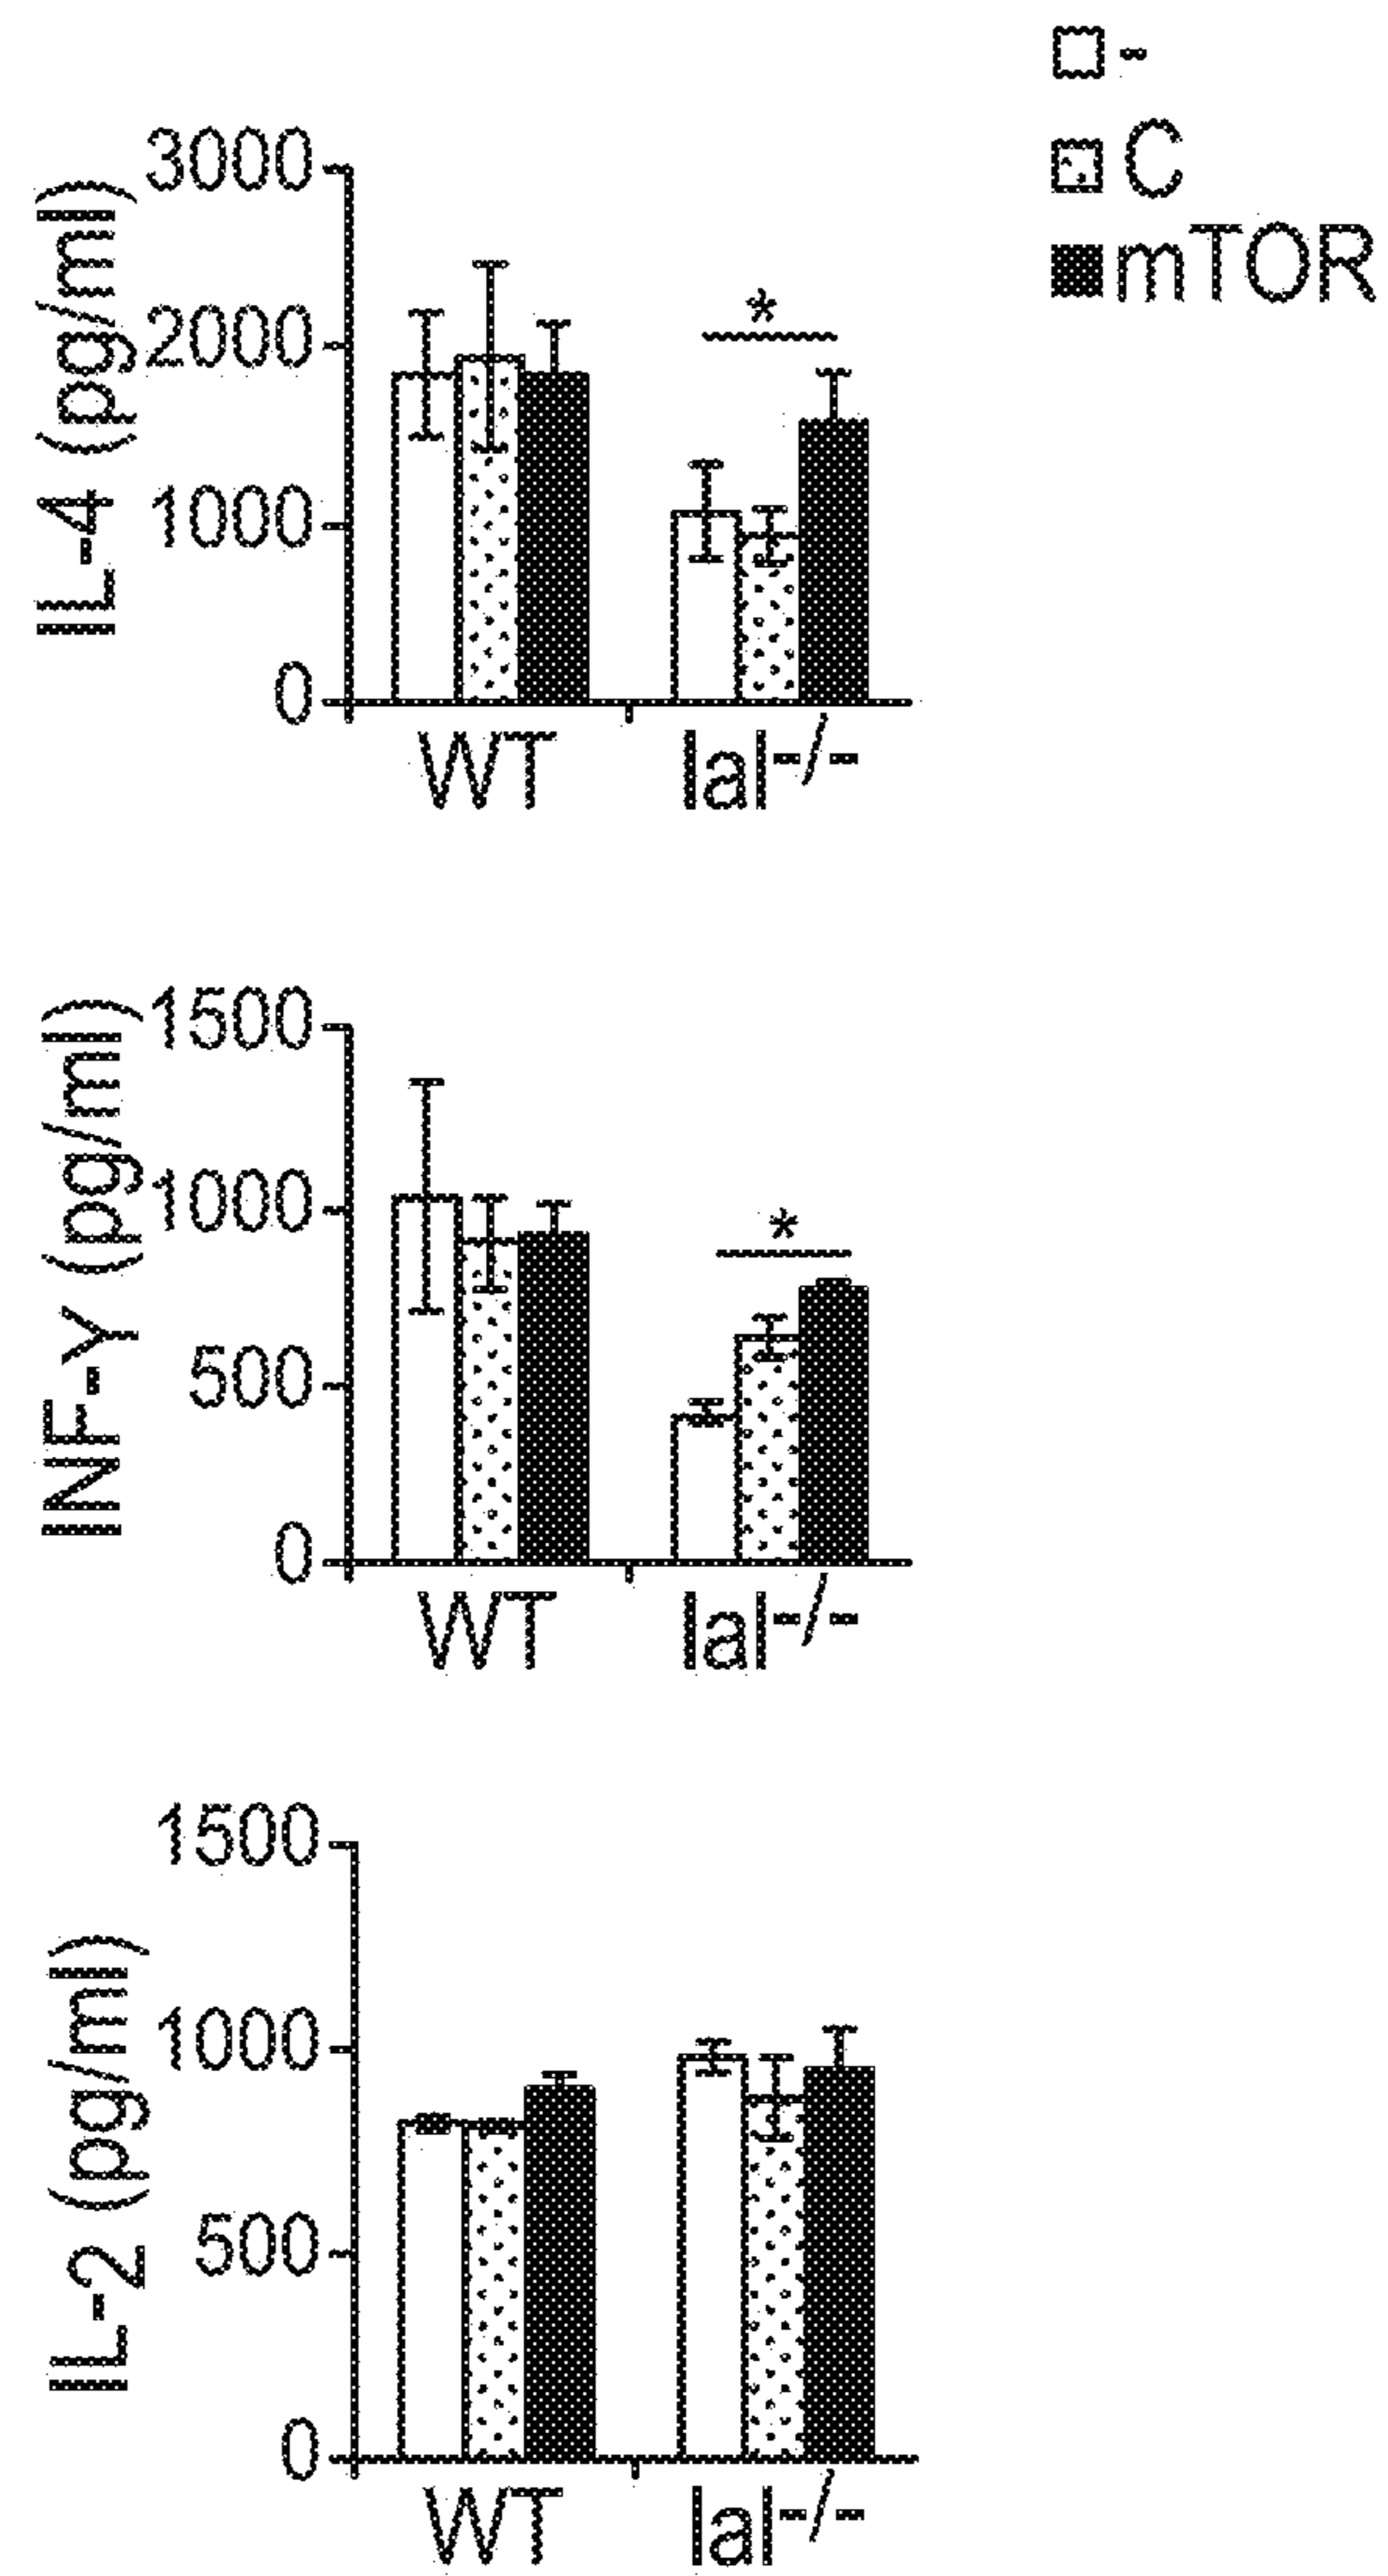 -
C
mTOR
IL-4 (pg/ml)
3000
2000
1000
0
*
WT lal-/-
INF-Y (pg/ml)
1500
1000
500
0
*
WT lal-/-
IL-2 (pg/ml)
1500
1000
500
0
WT lal-/-